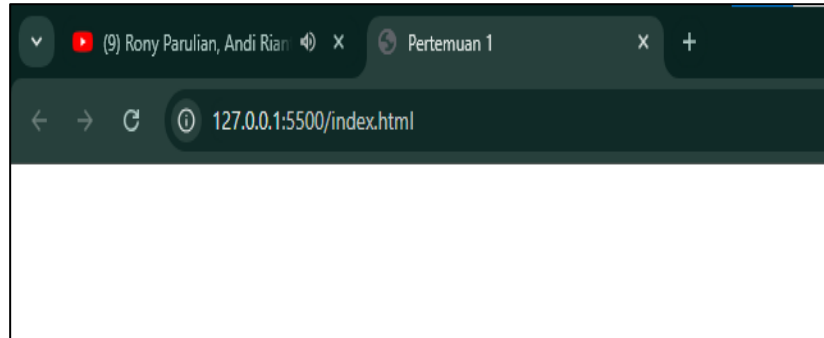 (9) Rony Parulian, Andi Rian
Pertemuan 1
127.0.0.1:5500/index.html